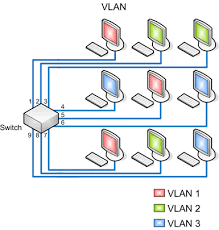 VLAN
1 2 3
4
5
6
Switch
9 8 7
VLAN 1
VLAN 2
VLAN 3